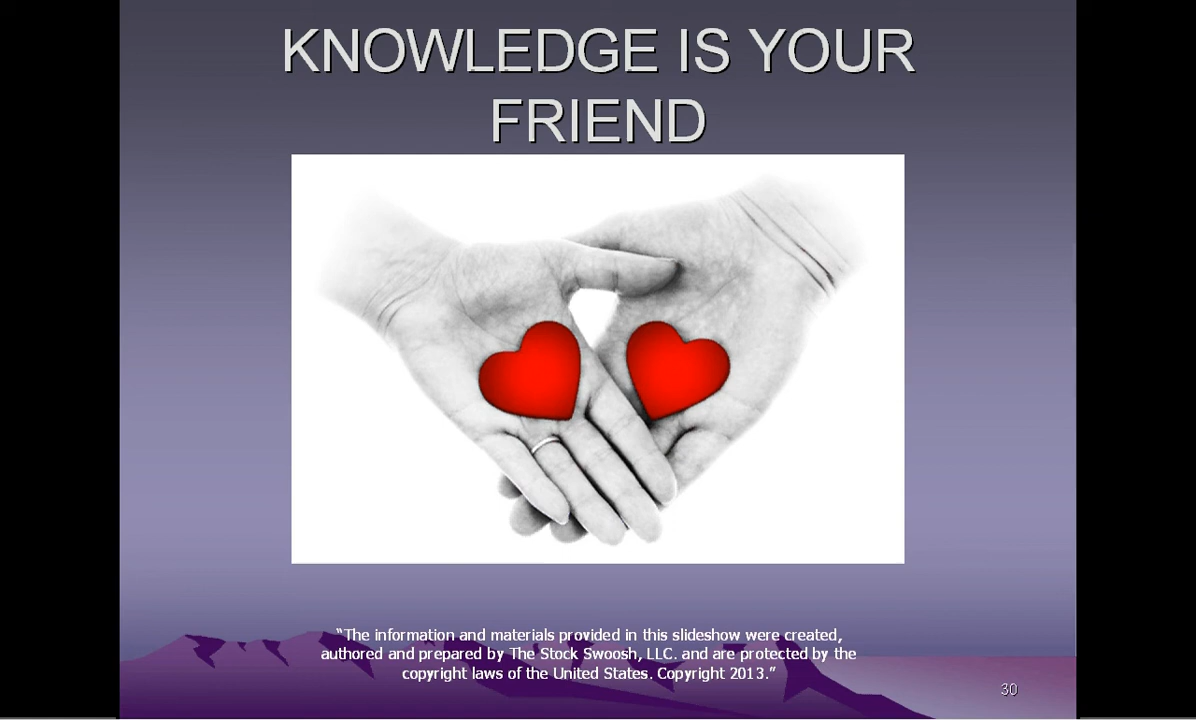 KNOWLEDGE IS YOUR
FRIEND
“The information and materials provided in this slideshow were created,
authored and prepared by The Stock Swoosh, LLC. and are protected by the
copyright laws of the United States. Copyright 2013.”
30